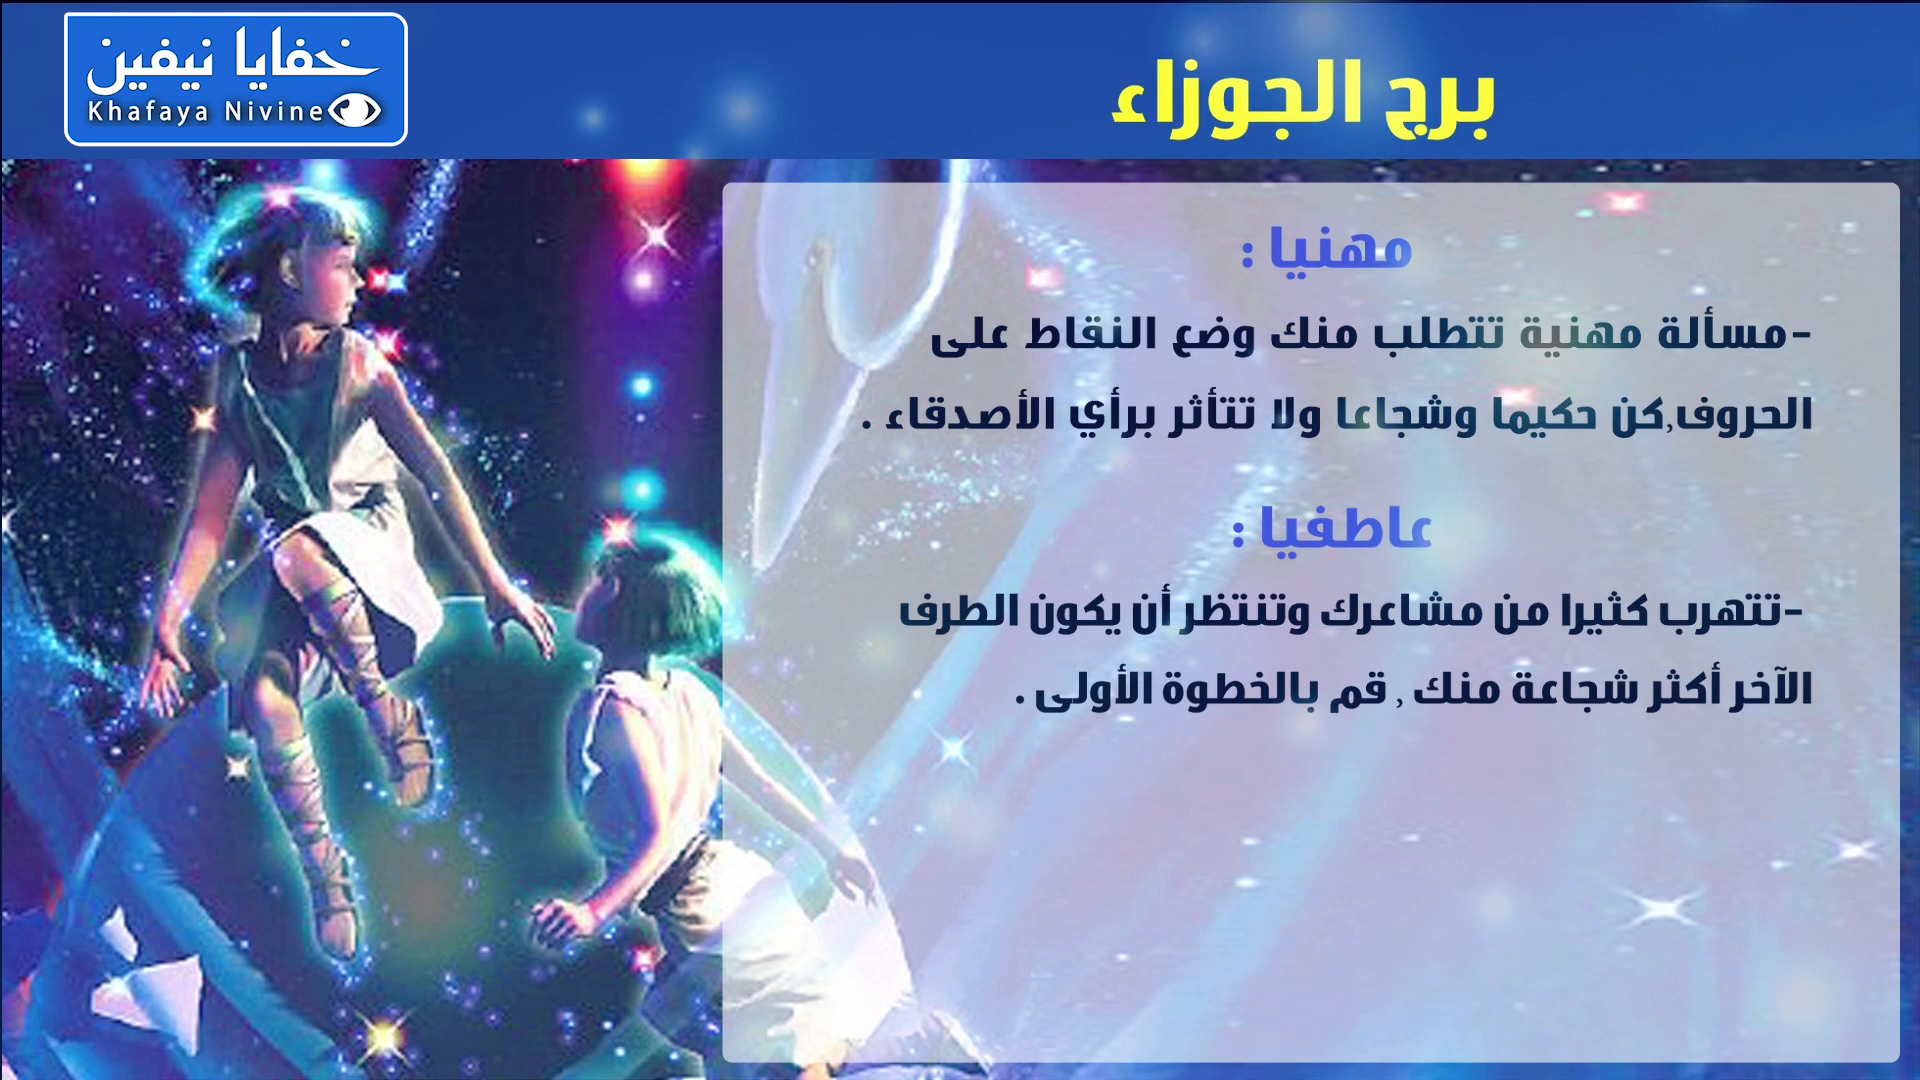 خفايا نيفين
Khafaya Nivine
برج الجوزاء
مهنيا :
-مسألة مهنية تتطلب منك وضع النقاط على
الحروف,كن حكيما وشجاعا ولا تتأثر برأي الأصدقاء .
عاطفيا :
-تتهرب كثيرا من مشاعرك وتنتظر أن يكون الطرف
الآخر أكثر شجاعة منك , قم بالخطوة الأولى .